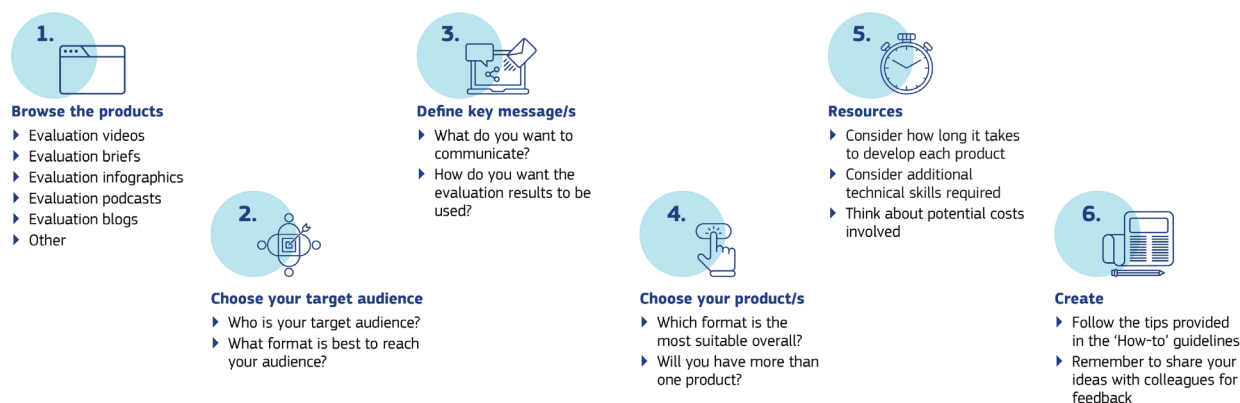 1.
Browse the products
Evaluation videos
Evaluation briefs
Evaluation infographics
Evaluation podcasts
Evaluation blogs
Other
2.
Choose your target audience
Who is your target audience?
What format is best to reach
your audience?
3.
Define key message/s
What do you want to
communicate?
How do you want the
evaluation results to be
used?
4.
Choose your product/s
Which format is the
most suitable overall?
Will you have more than
one product?
5.
Resources
Consider how long it takes
to develop each product
Consider additional
technical skills required
Think about potential costs
involved
6.
Create
Follow the tips provided
in the ‘How-to’ guidelines
Remember to share your
ideas with colleagues for
feedback